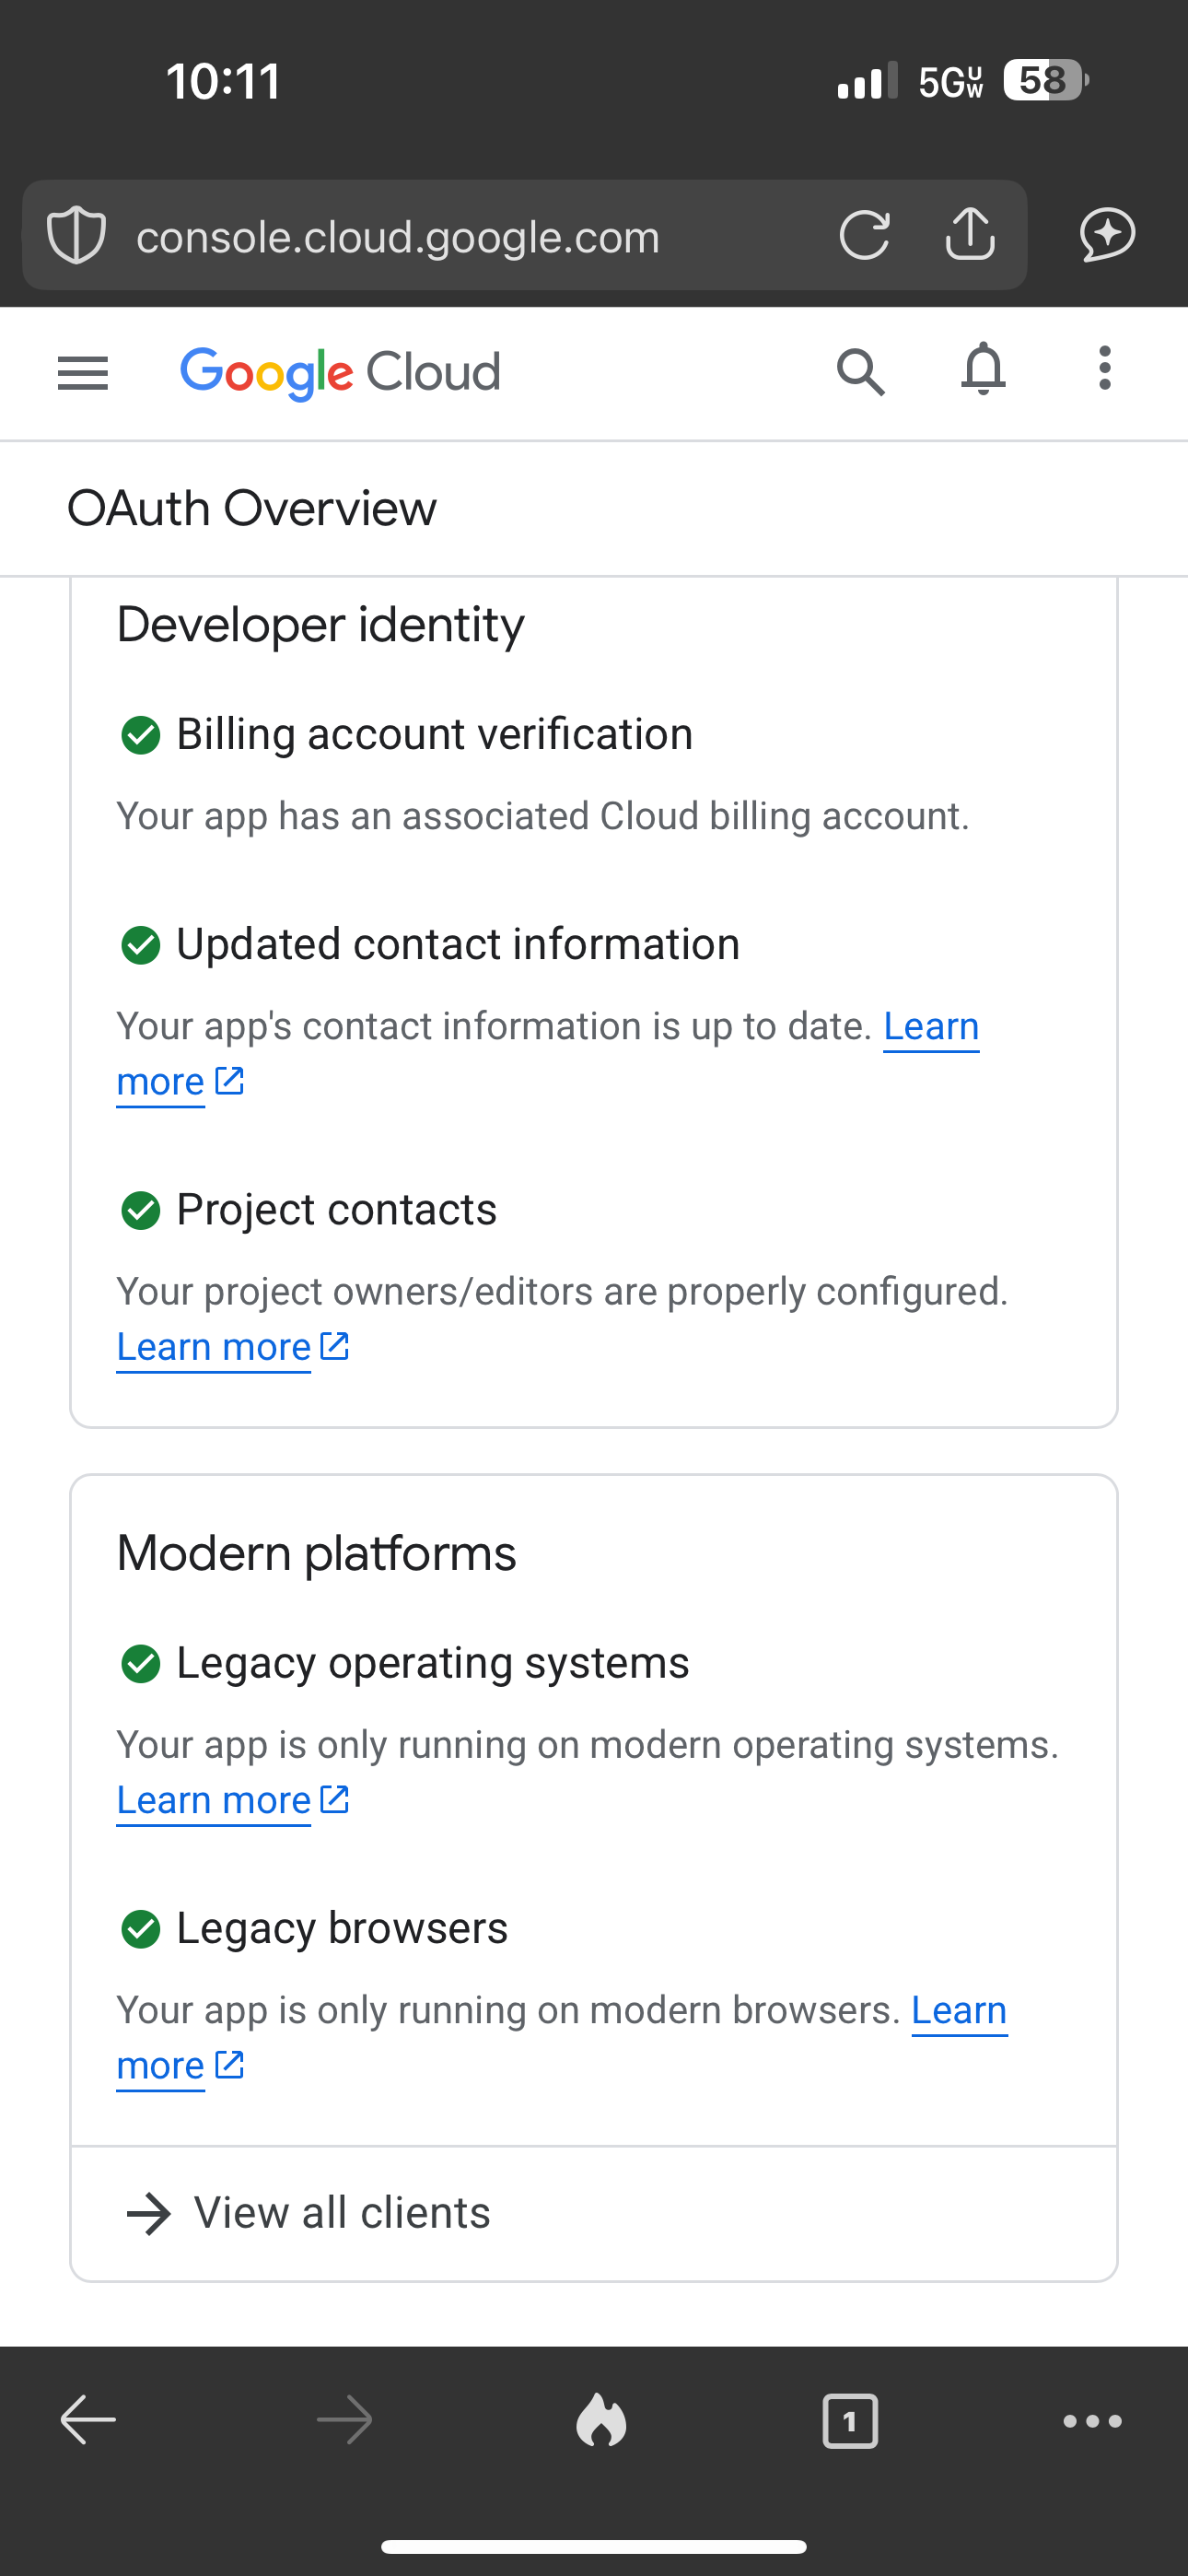 10:11
5G UW
58
console.cloud.google.com
Google Cloud
OAuth Overview
Developer identity
Billing account verification
Your app has an associated Cloud billing account.
Updated contact information
Your app's contact information is up to date. Learn
more
Project contacts
Your project owners/editors are properly configured.
Learn more
Modern platforms
Legacy operating systems
Your app is only running on modern operating systems.
Learn more
Legacy browsers
Your app is only running on modern browsers. Learn
more
View all clients
1